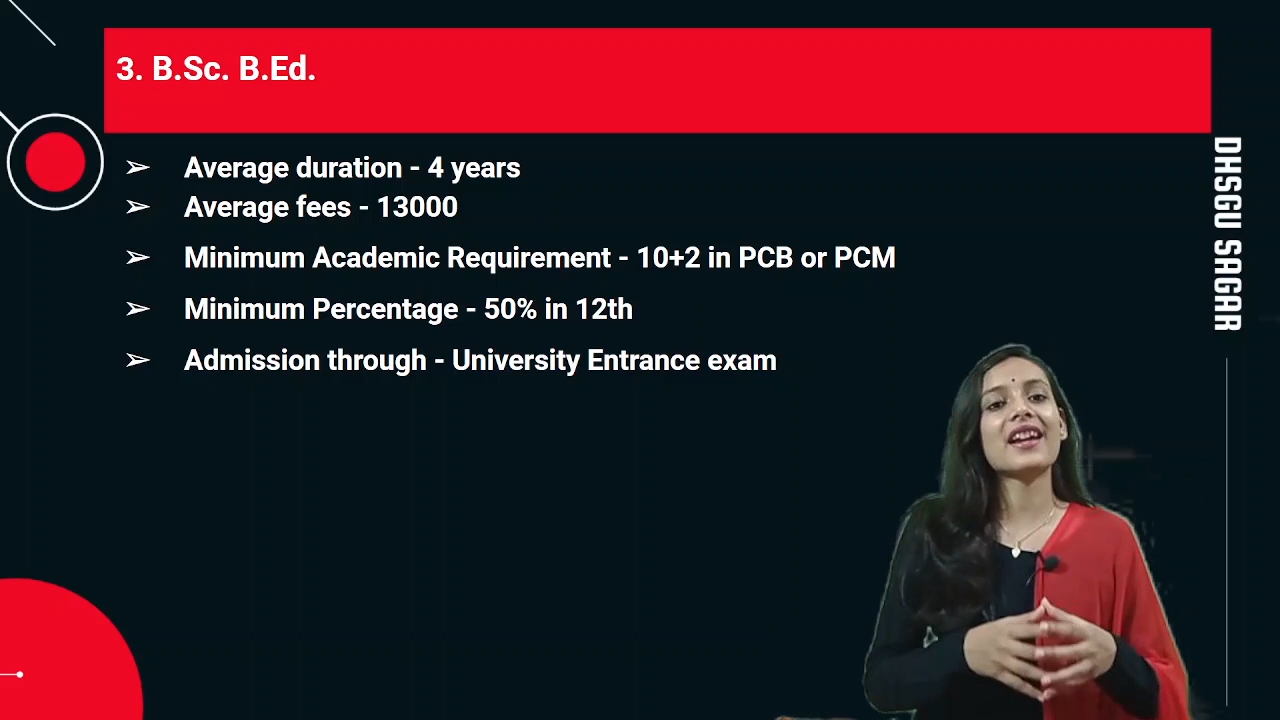 3. B.Sc. B.Ed.
➢ Average duration - 4 years
➢ Average fees - 13000
➢ Minimum Academic Requirement - 10+2 in PCB or PCM
➢ Minimum Percentage - 50% in 12th
➢ Admission through - University Entrance exam
DHSGU SAGAR